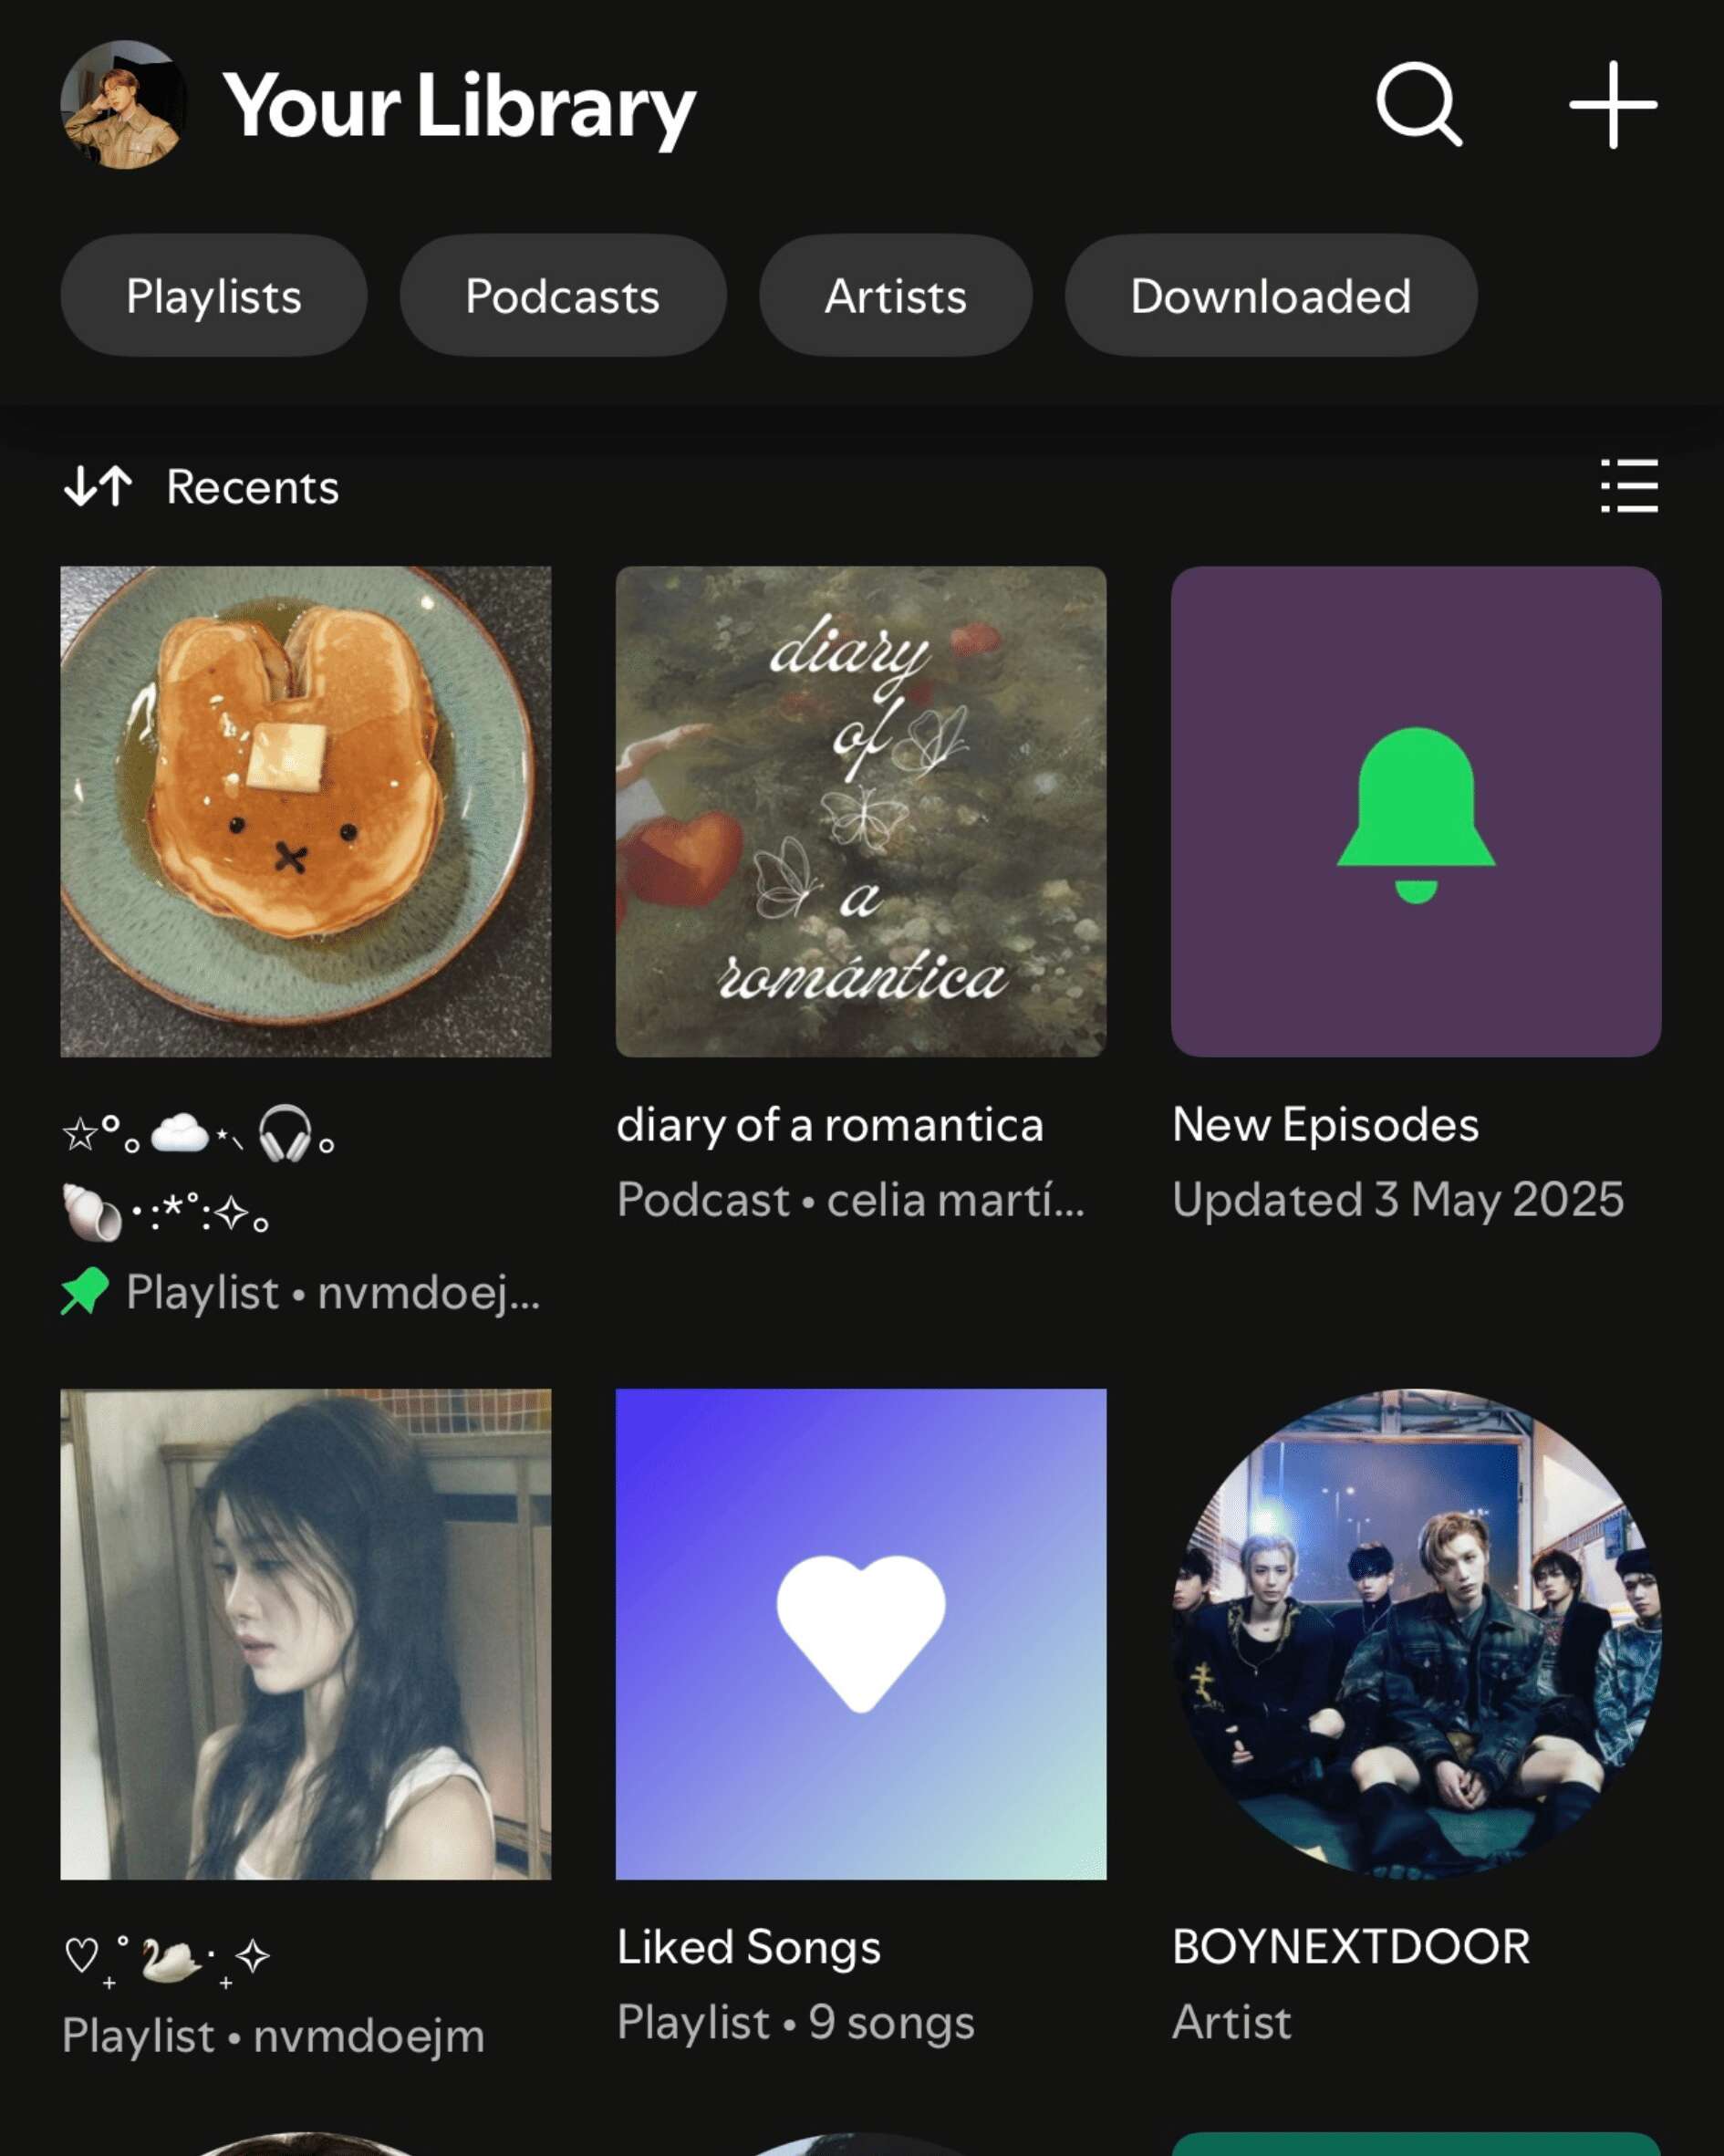 Your Library
Playlists Podcasts Artists Downloaded
Recents
diary
of
a
romántica
☆°。☁️⋆⸜ 🎧。
🐚・:*˚:✧。
Playlist • nvmdoej...
diary of a romantica
Podcast • celia martí...
New Episodes
Updated 3 May 2025
♡₊˚🦢・₊✧
Playlist • nvmdoejm
Liked Songs
Playlist • 9 songs
BOYNEXTDOOR
Artist